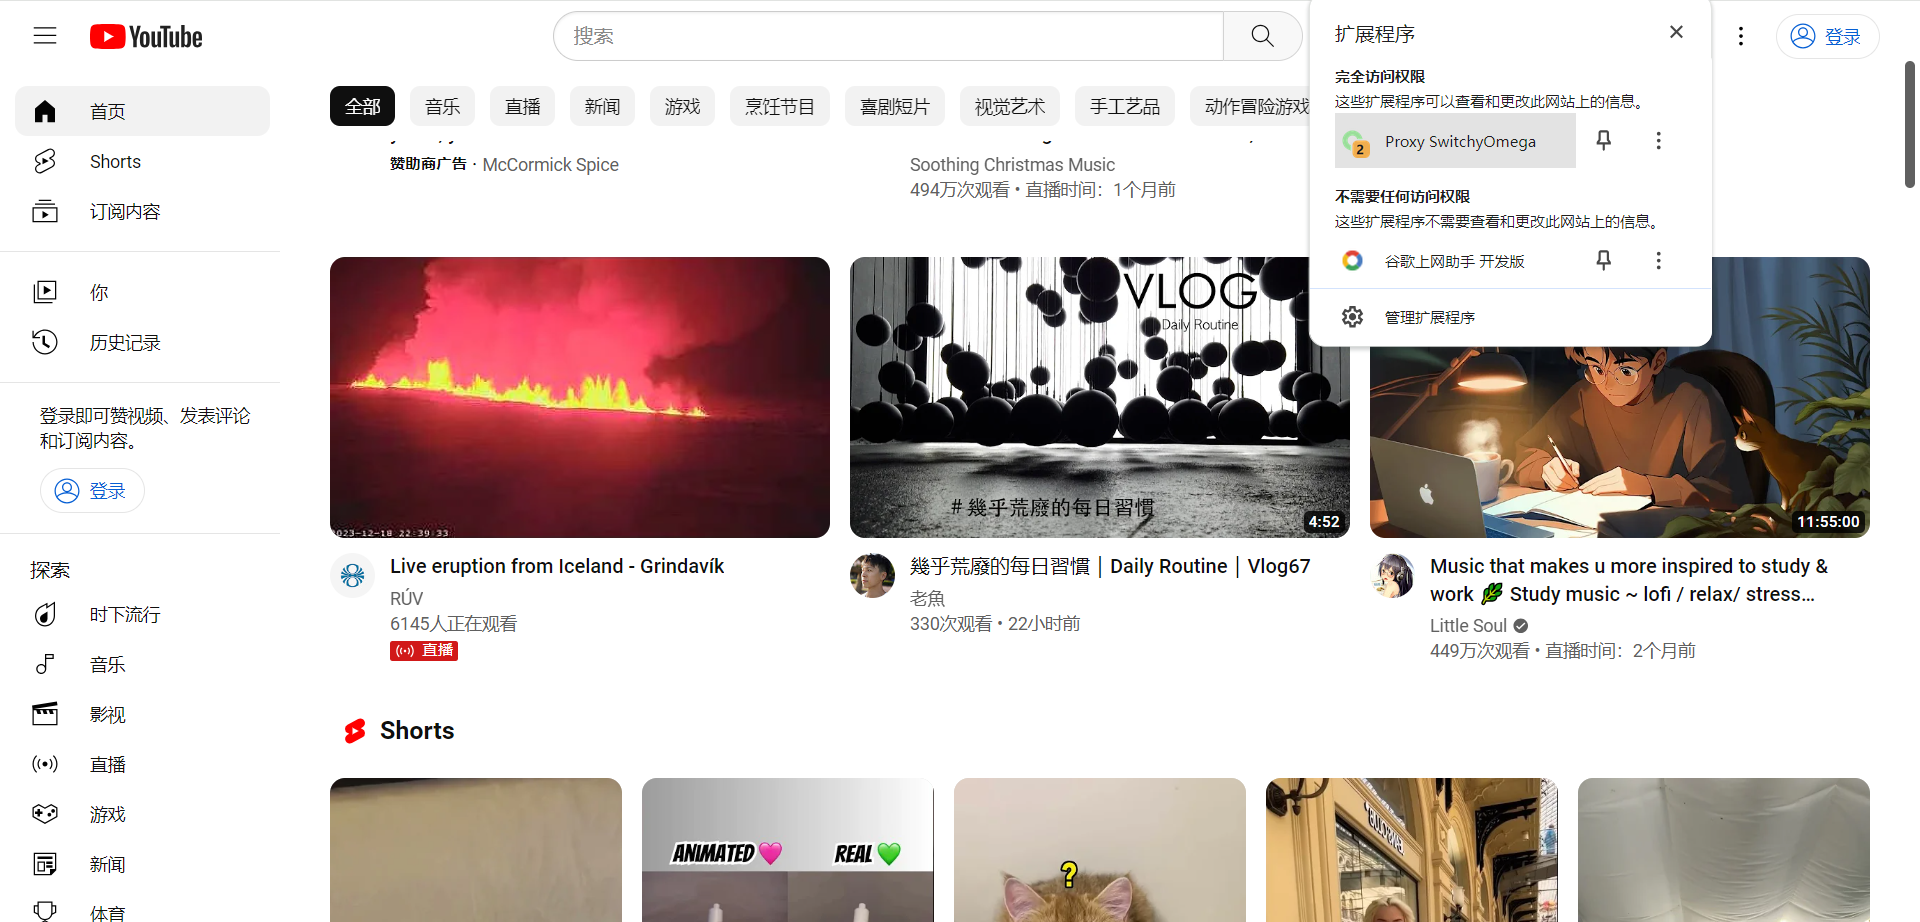 YouTube
搜索
登录
首页
Shorts
订阅内容
你
历史记录
登录即可赞视频、发表评论
和订阅内容。
登录
探索
时下流行
音乐
影视
直播
游戏
新闻
体育
全部
音乐
直播
新闻
游戏
烹饪节目
喜剧短片
视觉艺术
手工艺品
动作冒险游戏
赞助商广告 · McCormick Spice
Soothing Christmas Music
494万次观看 • 直播时间：1个月前
扩展程序
完全访问权限
这些扩展程序可以查看和更改此网站上的信息。
2
Proxy SwitchyOmega
不需要任何访问权限
这些扩展程序不需要查看和更改此网站上的信息。
谷歌上网助手 开发版
管理扩展程序
2023-12-18 22:39:33
Live eruption from Iceland - Grindavík
RÚV
6145人正在观看
直播
VLOG
Daily Routine
#幾乎荒廢的每日習慣
4:52
幾乎荒廢的每日習慣｜Daily Routine｜Vlog67
老魚
330次观看 • 22小时前
11:55:00
Music that makes u more inspired to study &
work 🌿 Study music ~ lofi / relax/ stress...
Little Soul
449万次观看 • 直播时间：2个月前
Shorts
ANIMATED
REAL
?